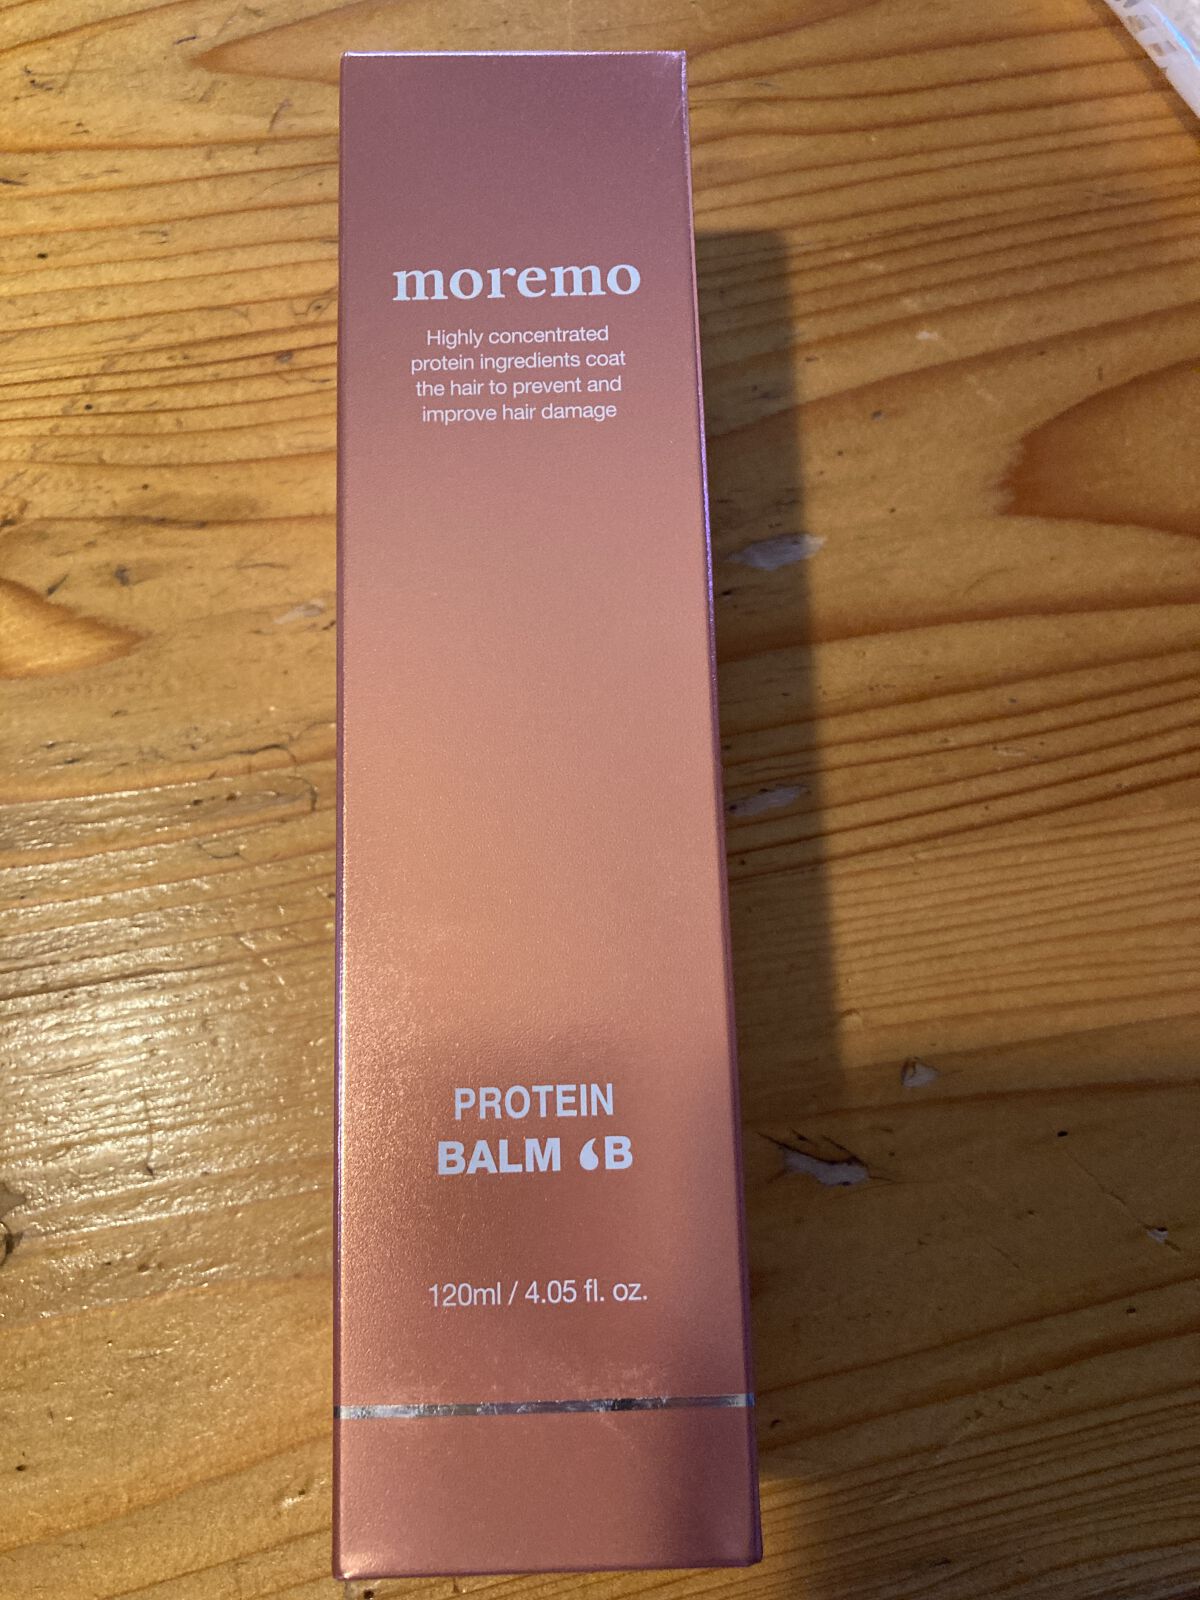 moremo
Highly concentrated
protein ingredients coat
the hair to prevent and
improve hair damage
PROTEIN
BALM 6B
120ml / 4.05 fl. oz.